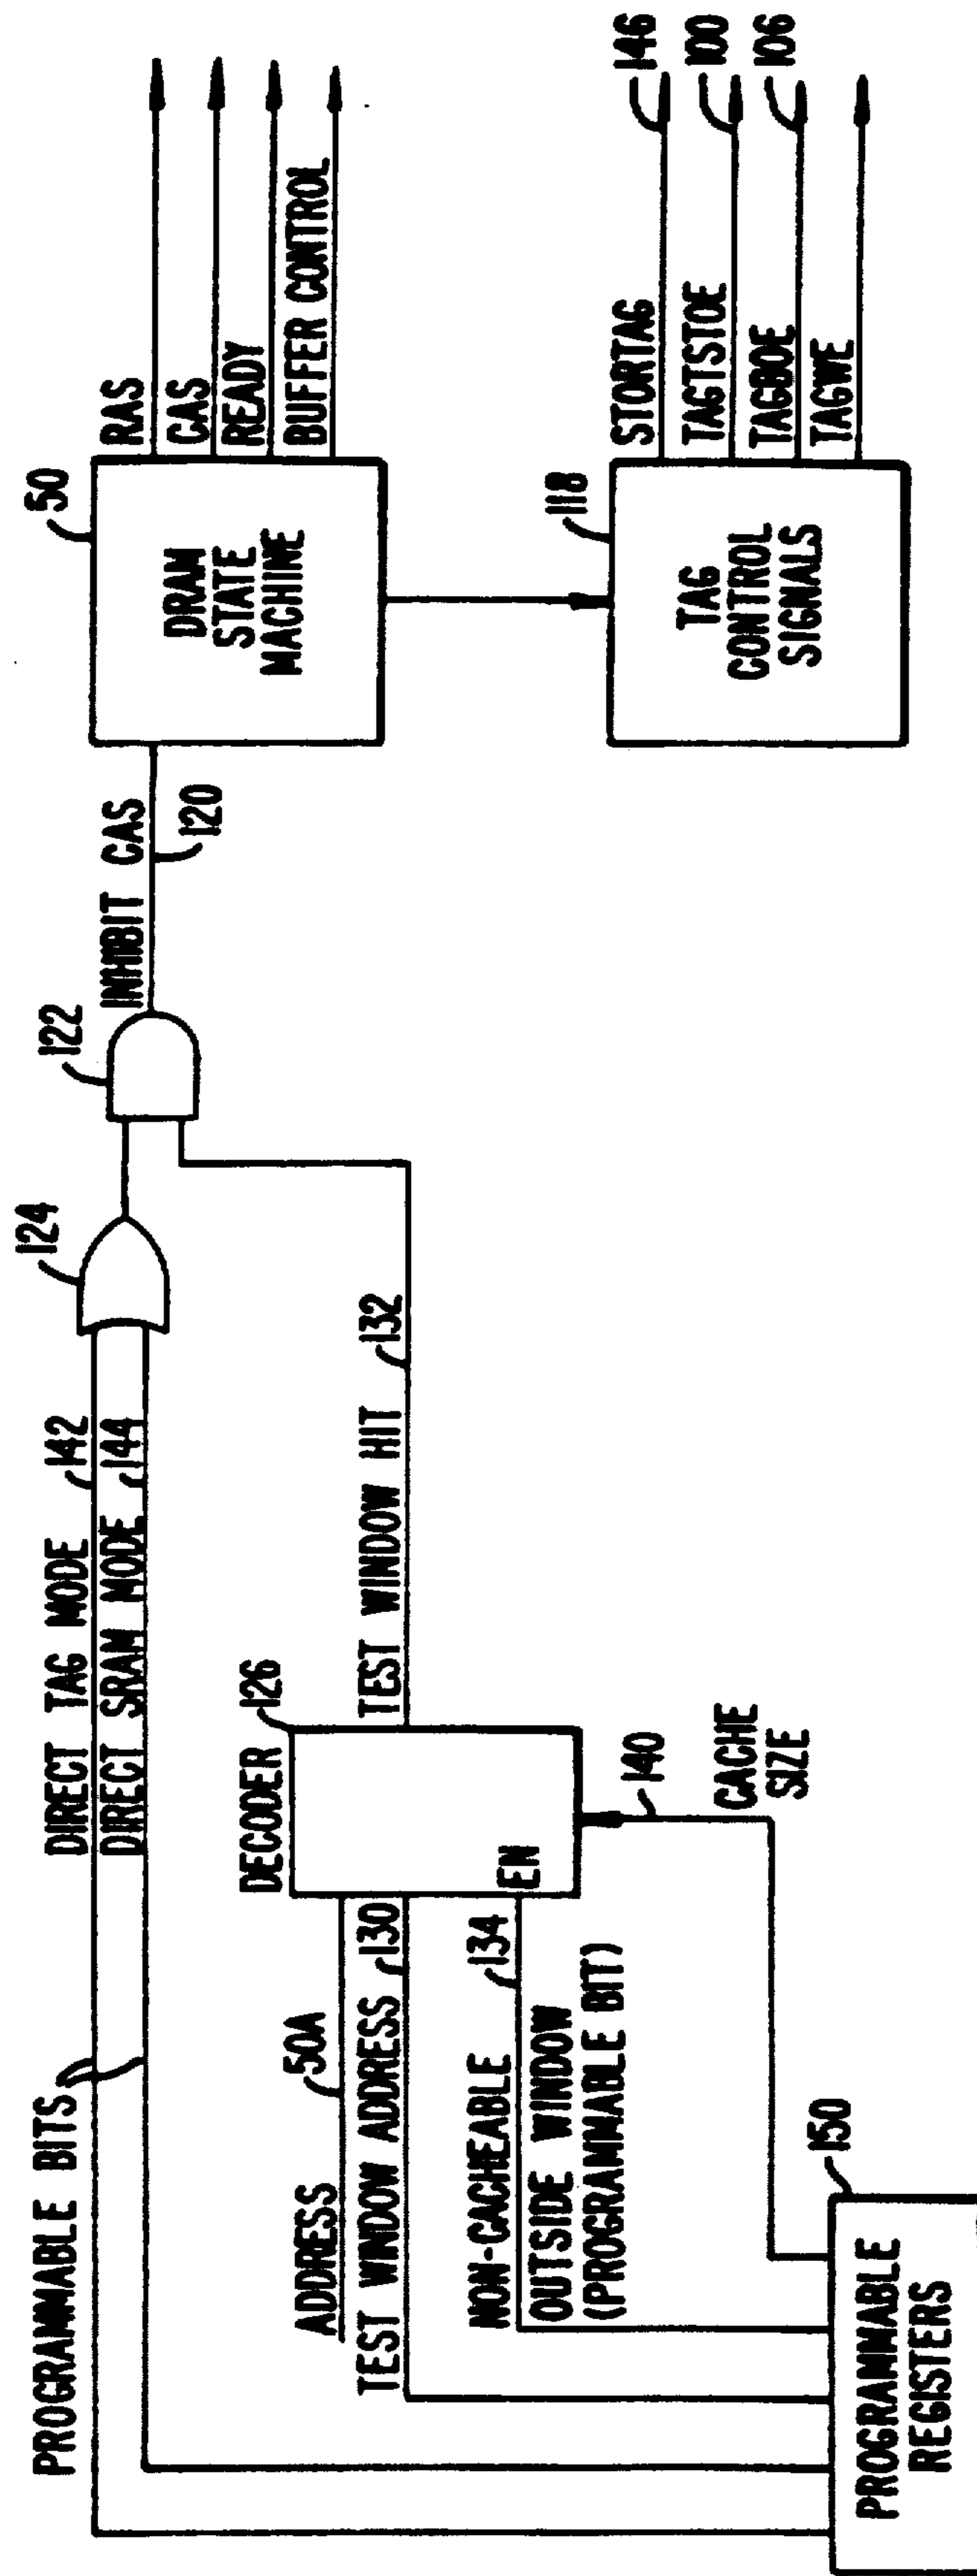 PROGRAMMABLE BITS
DIRECT TAG MODE 142
DIRECT SRAM MODE 144
124
122
INHIBIT CAS
120
50
DRAM
STATE
MACHINE
RAS
CAS
READY
BUFFER CONTROL
ADDRESS 50A
TEST WINDOW ADDRESS 130
NON-CACHEABLE 134
OUTSIDE WINDOW
(PROGRAMABLE BIT)
DECODER 126
EN
TEST WINDOW HIT 132
140
CACHE
SIZE
118
TAG
CONTROL
SIGNALS
STORTAG 146
TAGTSTOE 100
TAGBOE 106
TAGWE
150
PROGRAMMABLE
REGISTERS